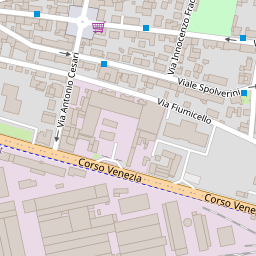 Via Innocenzo Frac
Via Antonio Cesari
Viale Spolverini
Via Fiumicello
Corso Venezia
Corso Vene